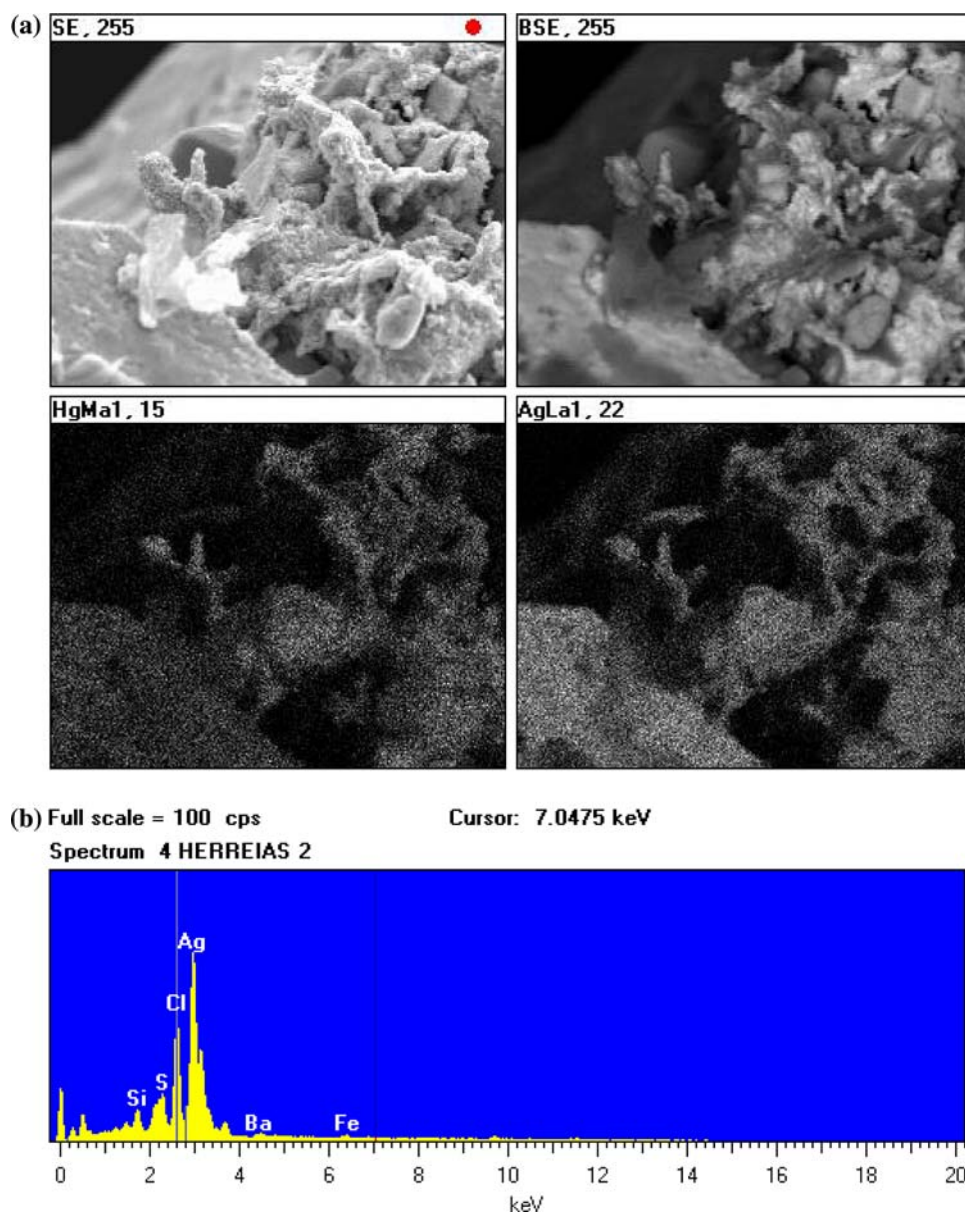 (a) SE, 255
BSE, 255
HgMa1, 15
AgLa1, 22
(b) Full scale = 100 cps
Cursor: 7.0475 keV
Spectrum 4 HERREIAS 2
Ag
Cl
Si
S
Ba
Fe
0 2 4 6 8 10 12 14 16 18 20
keV